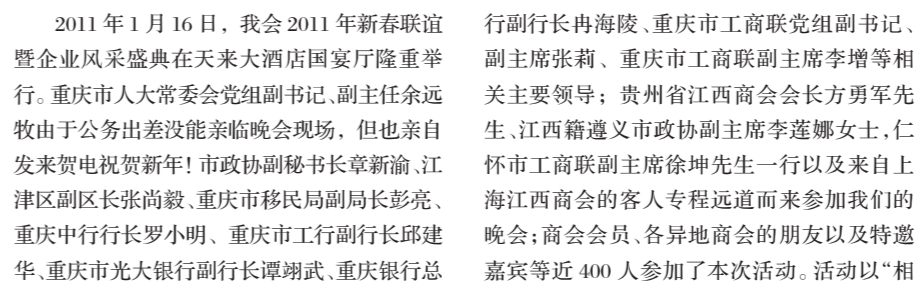 2011 年 1 月 16 日，我会 2011 年新春联谊
暨企业风采盛典在天来大酒店国宴厅隆重举
行。重庆市人大常委会党组副书记、副主任余远
牧由于公务出差没能亲临晚会现场，但也亲自
发来贺电祝贺新年！市政协副秘书长章新渝、江
津区副区长张尚毅、重庆市移民局副局长彭亮、
重庆中行行长罗小明、重庆市工行副行长邱建
华、重庆市光大银行副行长谭翊武、重庆银行总
行副行长冉海陵、重庆市工商联党组副书记、
副主席张莉、重庆市工商联副主席李增等相
关主要领导；贵州省江西商会会长方勇军先
生、江西籍遵义市政协副主席李莲娜女士，仁
怀市工商联副主席徐坤先生一行以及来自上
海江西商会的客人专程远道而来参加我们的
晚会；商会会员、各异地商会的朋友以及特邀
嘉宾等近 400 人参加了本次活动。活动以“相